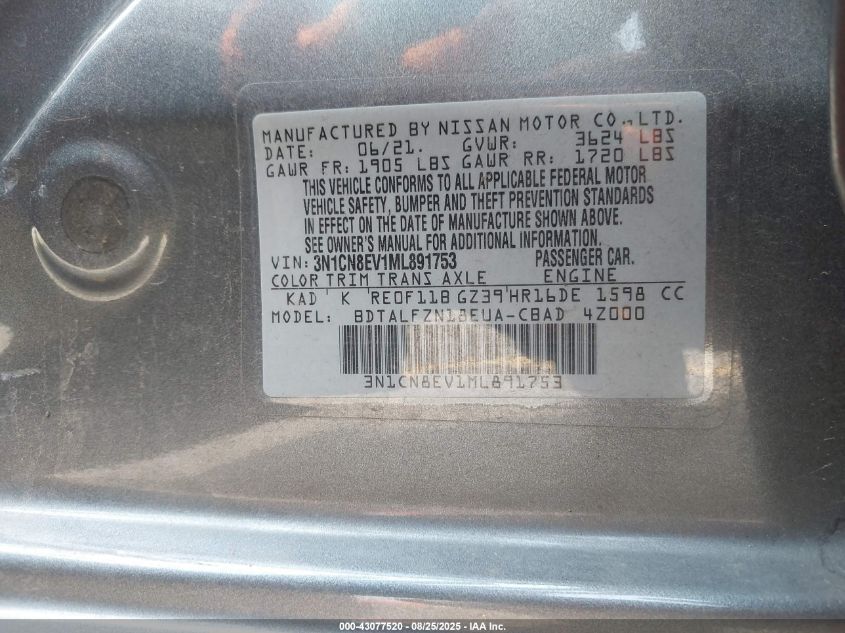 MANUFACTURED BY NISSAN MOTOR CO.,LTD.
DATE: 06/21. GVWR: 3624 LBS
GAWR FR: 1905 LBS GAWR RR: 1720 LBS
THIS VEHICLE CONFORMS TO ALL APPLICABLE FEDERAL MOTOR
VEHICLE SAFETY, BUMPER AND THEFT PREVENTION STANDARDS
IN EFFECT ON THE DATE OF MANUFACTURE SHOWN ABOVE.
SEE OWNER'S MANUAL FOR ADDITIONAL INFORMATION.
VIN: 3N1CN8EV1ML891753 PASSENGER CAR.
COLOR TRIM TRANS AXLE ENGINE
KAD K RE0F11B GZ39 HR16DE 1598 CC
MODEL: BDTALFZN18EUA-CBAD 4Z000
3N1CN8EV1ML891753
000-43077520 - 08/25/2025 - IAA Inc.